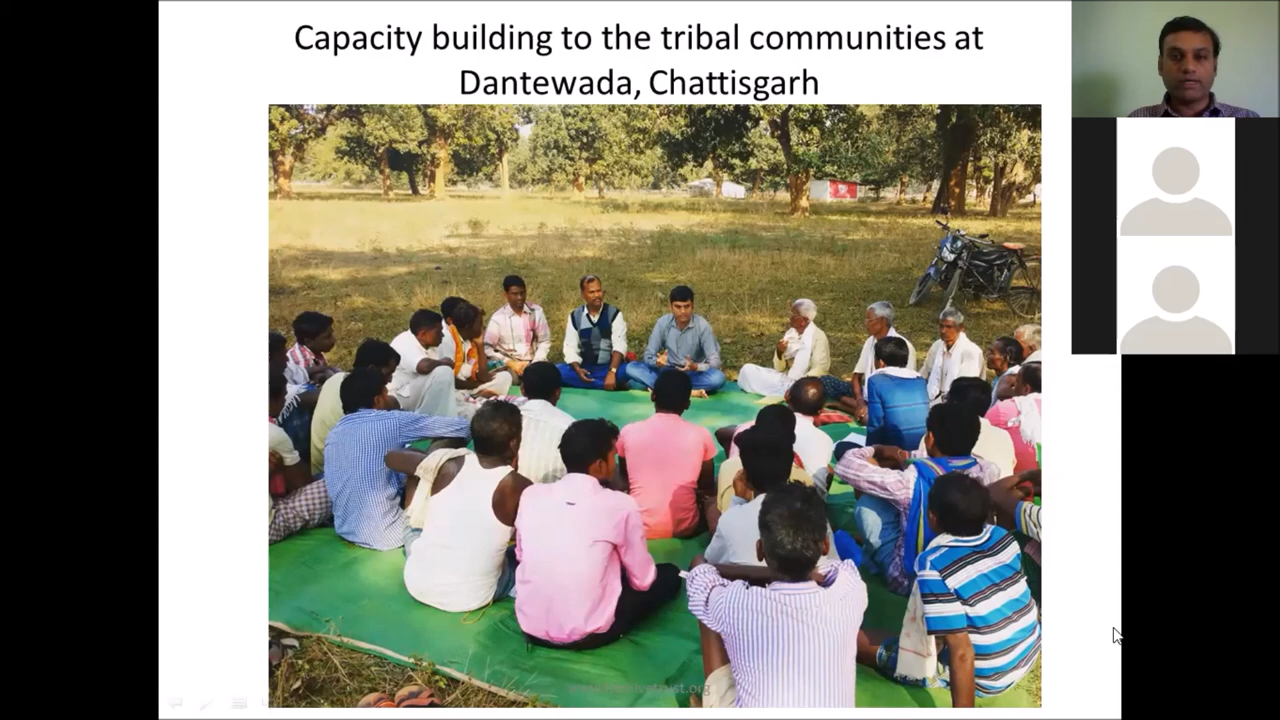 Capacity building to the tribal communities at
Dantewada, Chattisgarh